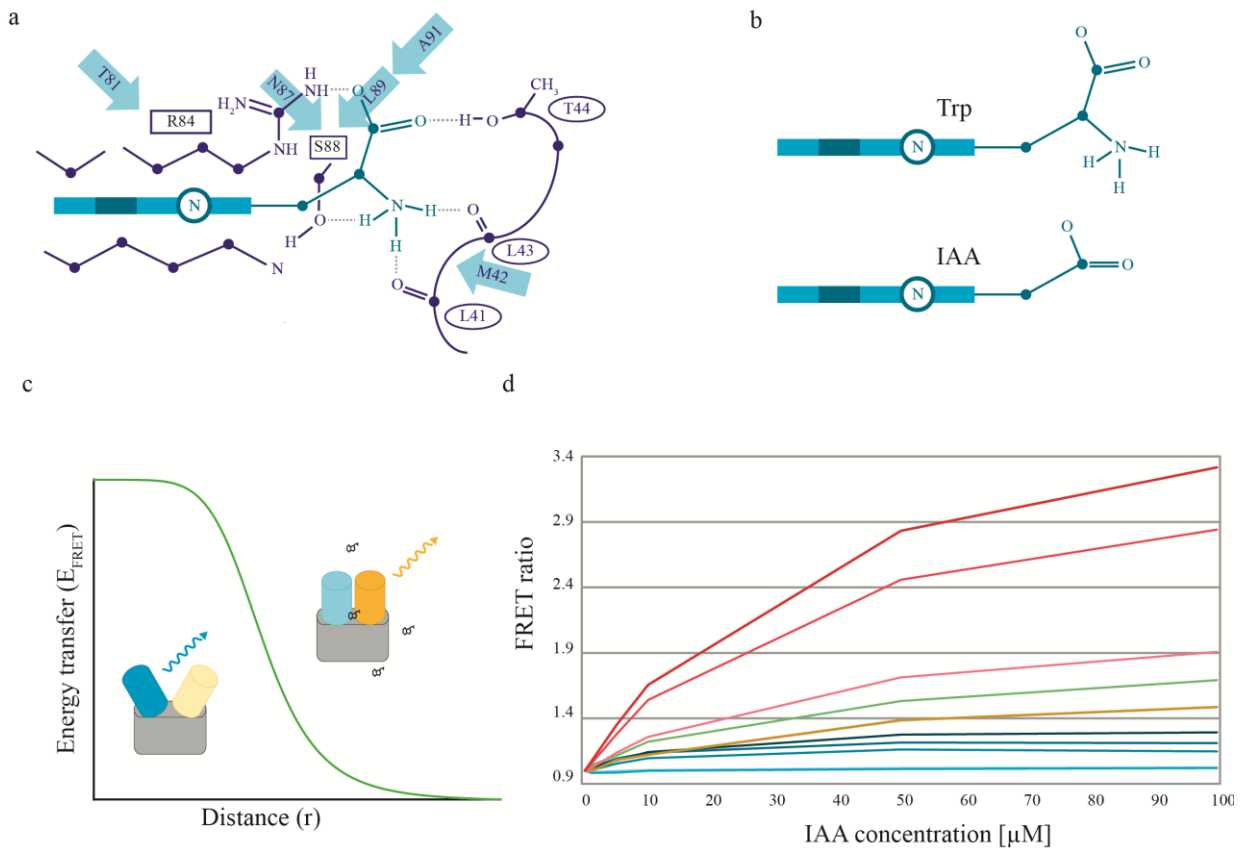 a
T81
R84
H
NH
H₂N
NH
N87
S88
L89
A91
O
O
H
O
CH₃
T44
N
O
H
H
N
H
H
O
L43
N
M42
O
L41
b
O
O
Trp
N
N
H
H
H
IAA
O
N
O
c
Energy transfer (E_FRET)
Distance (r)
d
3.4
2.9
2.4
1.9
1.4
0.9
FRET ratio
0 10 20 30 40 50 60 70 80 90 100
IAA concentration [µM]